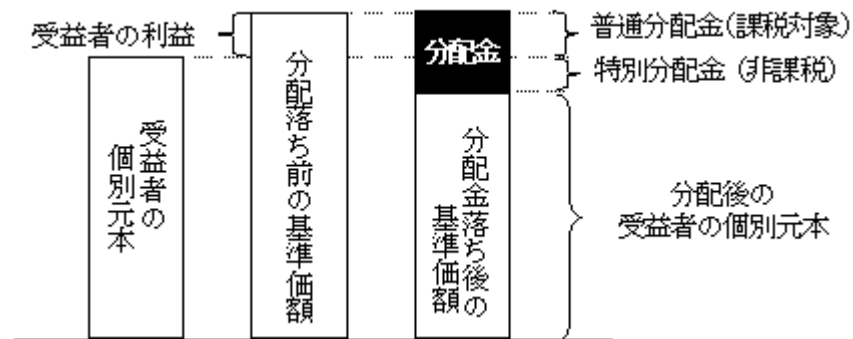 受益者の利益
受益者の
個別元本
分配落ち前の基準価額
分配金
分配金落ち後の
基準価額
普通分配金(課税対象)
特別分配金(非課税)
分配後の
受益者の個別元本